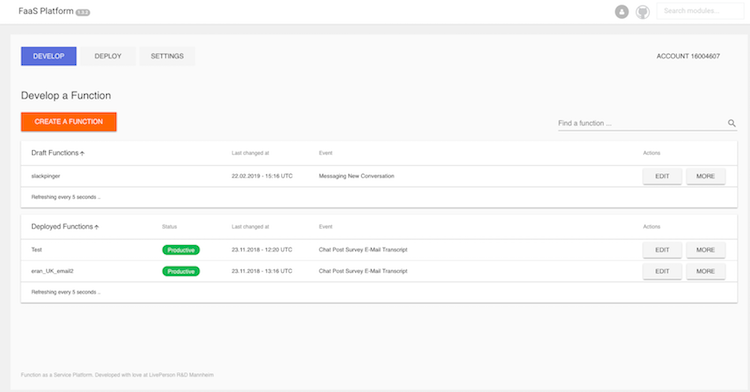 FaaS Platform
Search modules...
DEVELOP DEPLOY SETTINGS ACCOUNT 16004607
Develop a Function
CREATE A FUNCTION Find a function ...
Draft Functions Last changed at Event Actions
slackpinger 22.02.2019 - 15:16 UTC Messaging New Conversation EDIT MORE
Refreshing every 5 seconds ..
Deployed Functions Status Last changed at Event Actions
Test Productive 23.11.2018 - 12:20 UTC Chat Post Survey E-Mail Transcript EDIT MORE
eran_UK_email2 Productive 23.11.2018 - 13:16 UTC Chat Post Survey E-Mail Transcript EDIT MORE
Refreshing every 5 seconds ..
Function as a Service Platform. Developed with love at LivePerson R&D Mannheim